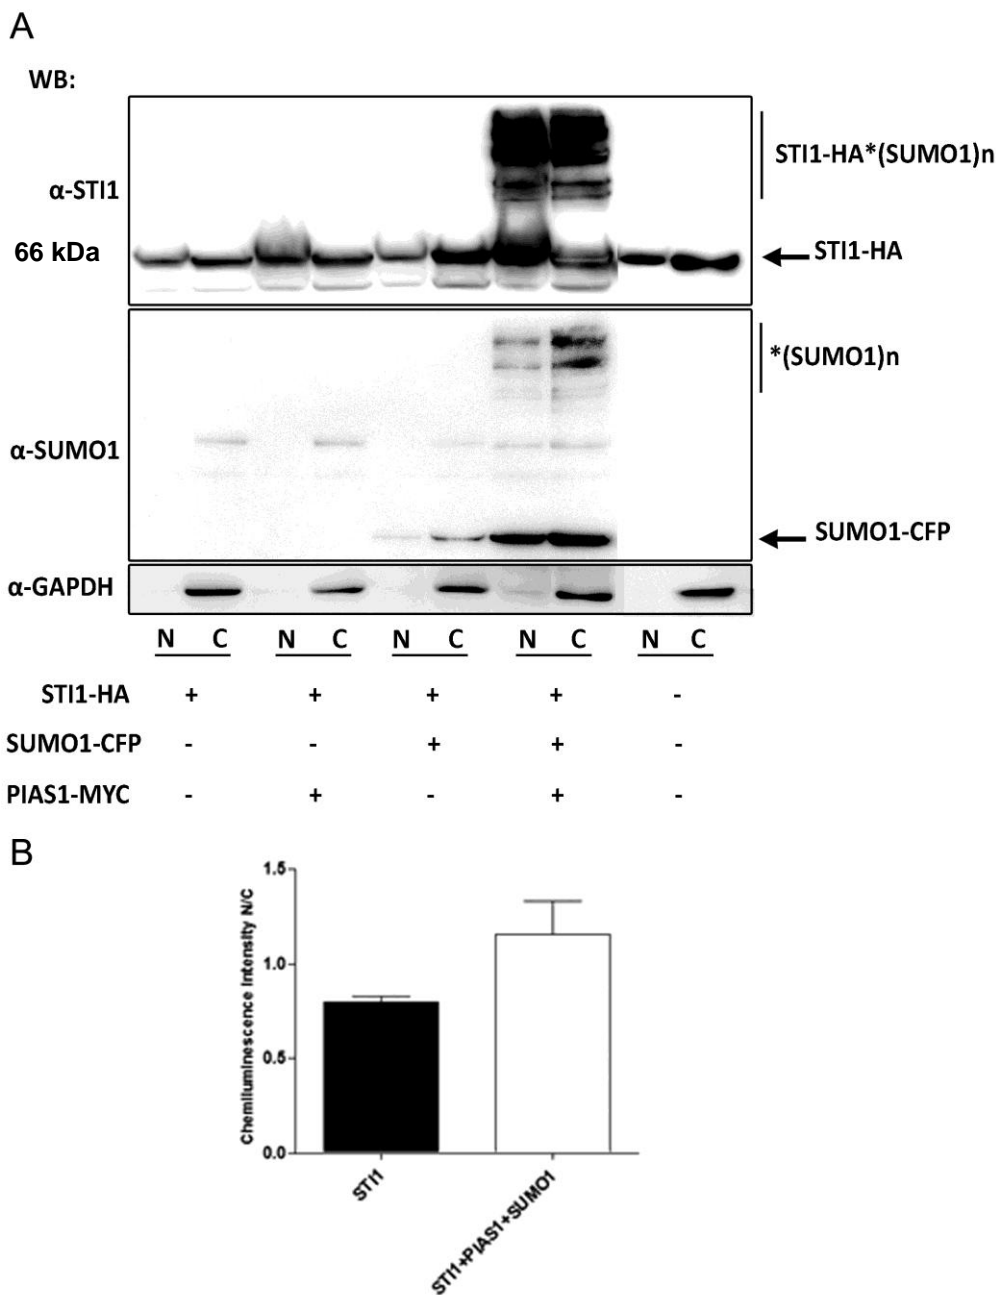 A
WB:
α-STI1
STI1-HA*(SUMO1)n
66 kDa
STI1-HA
*(SUMO1)n
α-SUMO1
SUMO1-CFP
α-GAPDH
N C N C N C N C N C
STI1-HA + + + + -
SUMO1-CFP - - + + -
PIAS1-MYC - + - + -
B
Chemiluminescence Intensity N/C
1.5
1.0
0.5
0.0
STI1
STI1+PIAS1+SUMO1